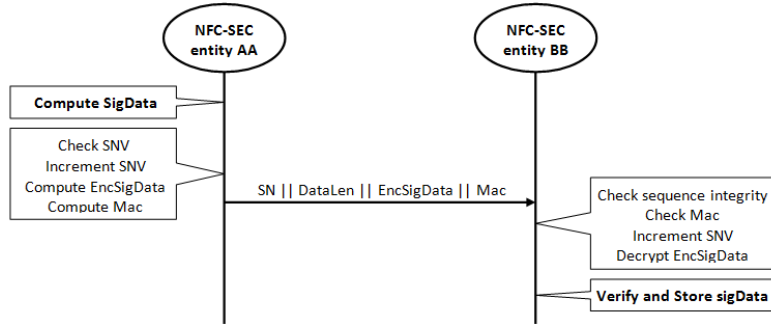 NFC-SEC
entity AA
NFC-SEC
entity BB
Compute SigData
Check SNV
Increment SNV
Compute EncSigData
Compute Mac
SN || DataLen || EncSigData || Mac
Check sequence integrity
Check Mac
Increment SNV
Decrypt EncSigData
Verify and Store sigData